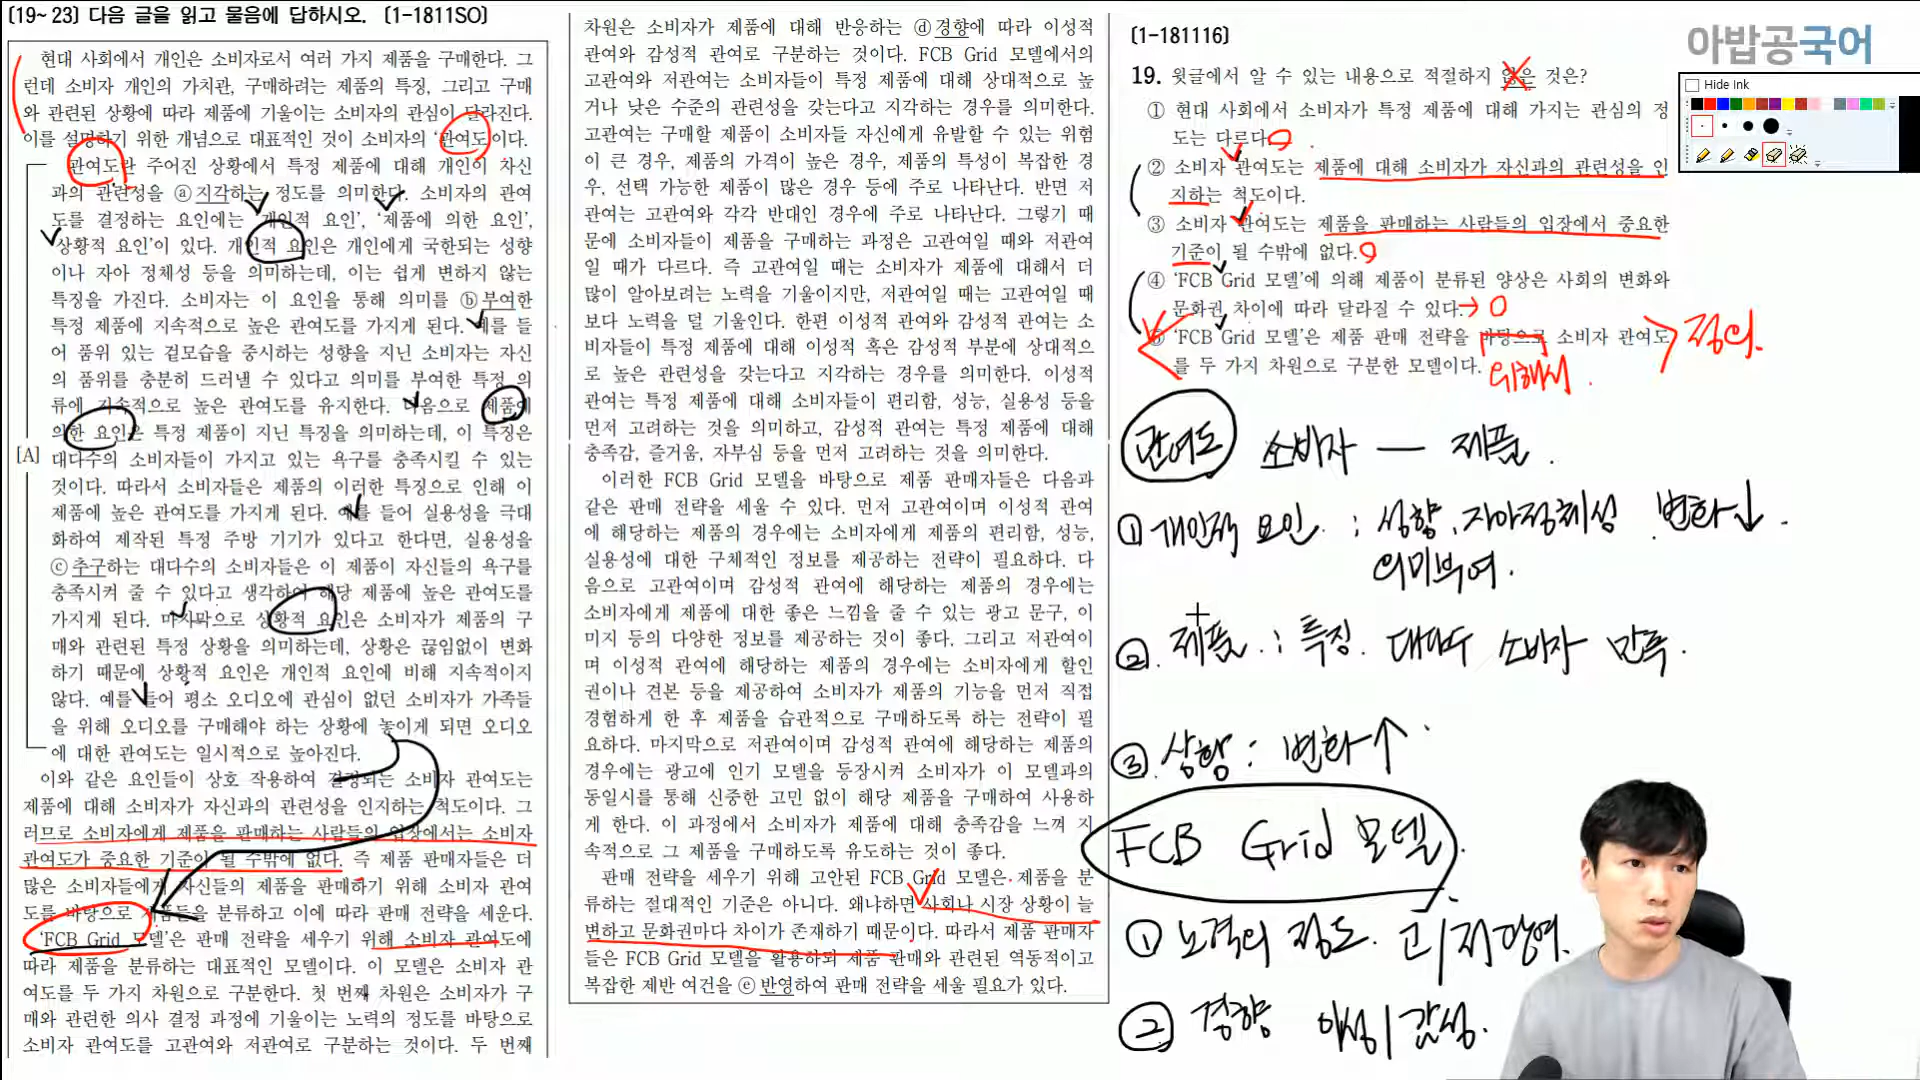 [19~23] 다음 글을 읽고 물음에 답하시오. [1-1811SO]
현대 사회에서 개인은 소비자로서 여러 가지 제품을 구매한다. 그
런데 소비자 개인의 가치관, 구매하려는 제품의 특징, 그리고 구매
와 관련된 상황에 따라 제품에 기울이는 소비자의 관심이 달라진다.
이를 설명하기 위한 개념으로 대표적인 것이 소비자의 '관여도'이다.
관여도란 주어진 상황에서 특정 제품에 대해 개인이 자신
과의 관련성을 ⓐ지각하는 정도를 의미한다. 소비자의 관여
도를 결정하는 요인에는 '개인적 요인', '제품에 의한 요인',
'상황적 요인'이 있다. 개인적 요인은 개인에게 국한되는 성향
이나 자아 정체성 등을 의미하는데, 이는 쉽게 변하지 않는
특징을 가진다. 소비자는 이 요인을 통해 의미를 ⓑ부여한
특정 제품에 지속적으로 높은 관여도를 가지게 된다. 예를 들
어 품위 있는 겉모습을 중시하는 성향을 지닌 소비자는 자신
의 품위를 충분히 드러낼 수 있다고 의미를 부여한 특정 의
류에 지속적으로 높은 관여도를 유지한다. 다음으로 제품에
의한 요인은 특정 제품이 지닌 특징을 의미하는데, 이 특징은
[A] 대다수의 소비자들이 가지고 있는 욕구를 충족시킬 수 있는
것이다. 따라서 소비자들은 제품의 이러한 특징으로 인해 이
제품에 높은 관여도를 가지게 된다. 예를 들어 실용성을 극대
화하여 제작된 특정 주방 기기가 있다고 한다면, 실용성을
ⓒ추구하는 대다수의 소비자들은 이 제품이 자신들의 욕구를
충족시켜 줄 수 있다고 생각하여 해당 제품에 높은 관여도를
가지게 된다. 마지막으로 상황적 요인은 소비자가 제품의 구
매와 관련된 특정 상황을 의미하는데, 상황은 끊임없이 변화
하기 때문에 상황적 요인은 개인적 요인에 비해 지속적이지
않다. 예를 들어 평소 오디오에 관심이 없던 소비자가 가족들
을 위해 오디오를 구매해야 하는 상황에 놓이게 되면 오디오
에 대한 관여도는 일시적으로 높아진다.
이와 같은 요인들이 상호 작용하여 결정되는 소비자 관여도는
제품에 대해 소비자가 자신과의 관련성을 인지하는 척도이다. 그
러므로 소비자에게 제품을 판매하는 사람들의 입장에서는 소비자
관여도가 중요한 기준이 될 수밖에 없다. 즉 제품 판매자들은 더
많은 소비자들에게 자신들의 제품을 판매하기 위해 소비자 관여
도를 바탕으로 제품들을 분류하고 이에 따라 판매 전략을 세운다.
'FCB Grid 모델'은 판매 전략을 세우기 위해 소비자 관여도에
따라 제품을 분류하는 대표적인 모델이다. 이 모델은 소비자 관
여도를 두 가지 차원으로 구분한다. 첫 번째 차원은 소비자가 구
매와 관련한 의사 결정 과정에 기울이는 노력의 정도를 바탕으로
소비자 관여도를 고관여와 저관여로 구분하는 것이다. 두 번째
차원은 소비자가 제품에 대해 반응하는 ⓓ경향에 따라 이성적
관여와 감성적 관여로 구분하는 것이다. FCB Grid 모델에서의
고관여와 저관여는 소비자들이 특정 제품에 대해 상대적으로 높
거나 낮은 수준의 관련성을 갖는다고 지각하는 경우를 의미한다.
고관여는 구매할 제품이 소비자들 자신에게 유발할 수 있는 위험
이 큰 경우, 제품의 가격이 높은 경우, 제품의 특성이 복잡한 경
우, 선택 가능한 제품이 많은 경우 등에 주로 나타난다. 반면 저
관여는 고관여와 각각 반대인 경우에 주로 나타난다. 그렇기 때
문에 소비자들이 제품을 구매하는 과정은 고관여일 때와 저관여
일 때가 다르다. 즉 고관여일 때는 소비자가 제품에 대해서 더
많이 알아보려는 노력을 기울이지만, 저관여일 때는 고관여일 때
보다 노력을 덜 기울인다. 한편 이성적 관여와 감성적 관여는 소
비자들이 특정 제품에 대해 이성적 혹은 감성적 부분에 상대적으
로 높은 관련성을 갖는다고 지각하는 경우를 의미한다. 이성적
관여는 특정 제품에 대해 소비자들이 편리함, 성능, 실용성 등을
먼저 고려하는 것을 의미하고, 감성적 관여는 특정 제품에 대해
충족감, 즐거움, 자부심 등을 먼저 고려하는 것을 의미한다.
이러한 FCB Grid 모델을 바탕으로 제품 판매자들은 다음과
같은 판매 전략을 세울 수 있다. 먼저 고관여이며 이성적 관여
에 해당하는 제품의 경우에는 소비자에게 제품의 편리함, 성능,
실용성에 대한 구체적인 정보를 제공하는 전략이 필요하다. 다
음으로 고관여이며 감성적 관여에 해당하는 제품의 경우에는
소비자에게 제품에 대한 좋은 느낌을 줄 수 있는 광고 문구, 이
미지 등의 다양한 정보를 제공하는 것이 좋다. 그리고 저관여이
며 이성적 관여에 해당하는 제품의 경우에는 소비자에게 할인
권이나 견본 등을 제공하여 소비자가 제품의 기능을 먼저 직접
경험하게 한 후 제품을 습관적으로 구매하도록 하는 전략이 필
요하다. 마지막으로 저관여이며 감성적 관여에 해당하는 제품의
경우에는 광고에 인기 모델을 등장시켜 소비자가 이 모델과의
동일시를 통해 신중한 고민 없이 해당 제품을 구매하여 사용하
게 한다. 이 과정에서 소비자가 제품에 대해 충족감을 느껴 지
속적으로 그 제품을 구매하도록 유도하는 것이 좋다.
판매 전략을 세우기 위해 고안된 FCB Grid 모델은 제품을 분
류하는 절대적인 기준은 아니다. 왜냐하면 사회나 시장 상황이 늘
변하고 문화권마다 차이가 존재하기 때문이다. 따라서 제품 판매자
들은 FCB Grid 모델을 활용하되 제품 판매와 관련된 역동적이고
복잡한 제반 여건을 ⓔ반영하여 판매 전략을 세울 필요가 있다.
[1-181116]
19. 윗글에서 알 수 있는 내용으로 적절하지 않은 것은?
① 현대 사회에서 소비자가 특정 제품에 대해 가지는 관심의 정
도는 다르다.
② 소비자 관여도는 제품에 대해 소비자가 자신과의 관련성을 인
지하는 척도이다.
③ 소비자 관여도는 제품을 판매하는 사람들의 입장에서 중요한
기준이 될 수밖에 없다.
④ 'FCB Grid 모델'에 의해 제품이 분류된 양상은 사회의 변화와
문화권 차이에 따라 달라질 수 있다. → O
⑤ 'FCB Grid 모델'은 제품 판매 전략을 바탕으로 소비자 관여도
를 두 가지 차원으로 구분한 모델이다.
위해서.
정의.
관여도 소비자 — 제품.
① 개인적 요인. : 성향, 자아정체성 변화↓.
의미부여.
②. 제품. : 특징. 대다수 소비자 만족.
③. 상황 : 변화↑.
FCB Grid 모델.
① 노력의 정도. 고/저관여.
② 경향 이성/감성.
아밥공국어
Hide Ink